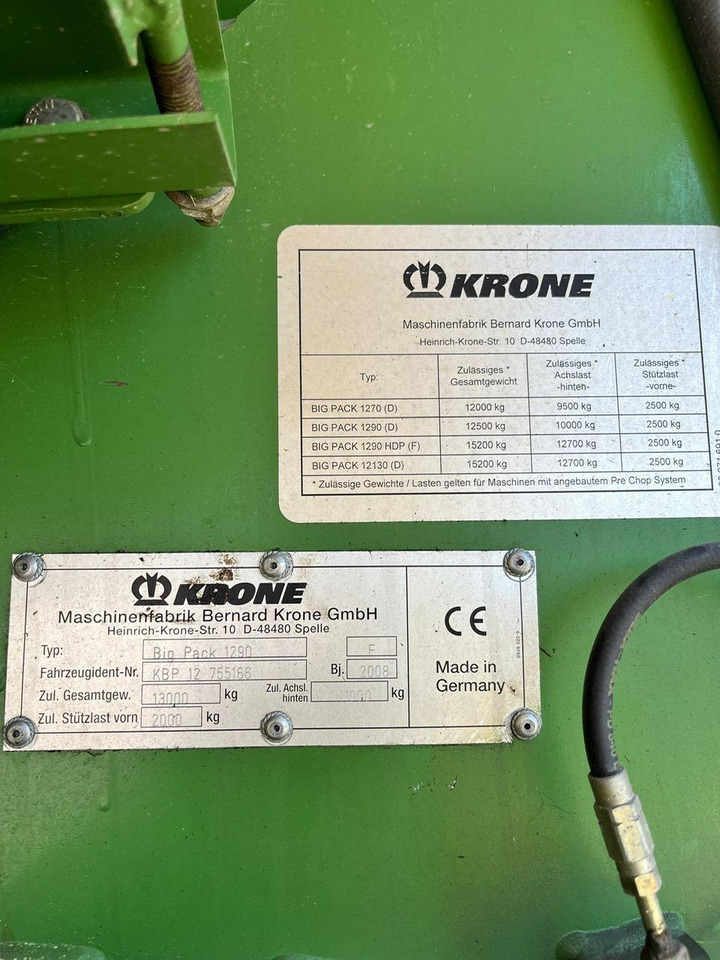 KRONE
Maschinenfabrik Bernard Krone GmbH
Heinrich-Krone-Str. 10 D-48480 Spelle
Typ: Zulässiges * Gesamtgewicht Zulässiges * Achslast -hinten- Zulässiges * Stützlast -vorne-
BIG PACK 1270 (D) 12000 kg 9500 kg 2500 kg
BIG PACK 1290 (D) 12500 kg 10000 kg 2500 kg
BIG PACK 1290 HDP (F) 15200 kg 12700 kg 2500 kg
BIG PACK 12130 (D) 15200 kg 12700 kg 2500 kg
* Zulässige Gewichte / Lasten gelten für Maschinen mit angebautem Pre Chop System
KRONE
Maschinenfabrik Bernard Krone GmbH
Heinrich-Krone-Str. 10 D-48480 Spelle
Typ: Big Pack 1290 F
Fahrzeugident-Nr. KBP 12 755166 Bj. 2008
Zul. Gesamtgew. 13000 kg Zul. Achsl. hinten 11000 kg
Zul. Stützlast vorn 2000 kg
CE
Made in
Germany